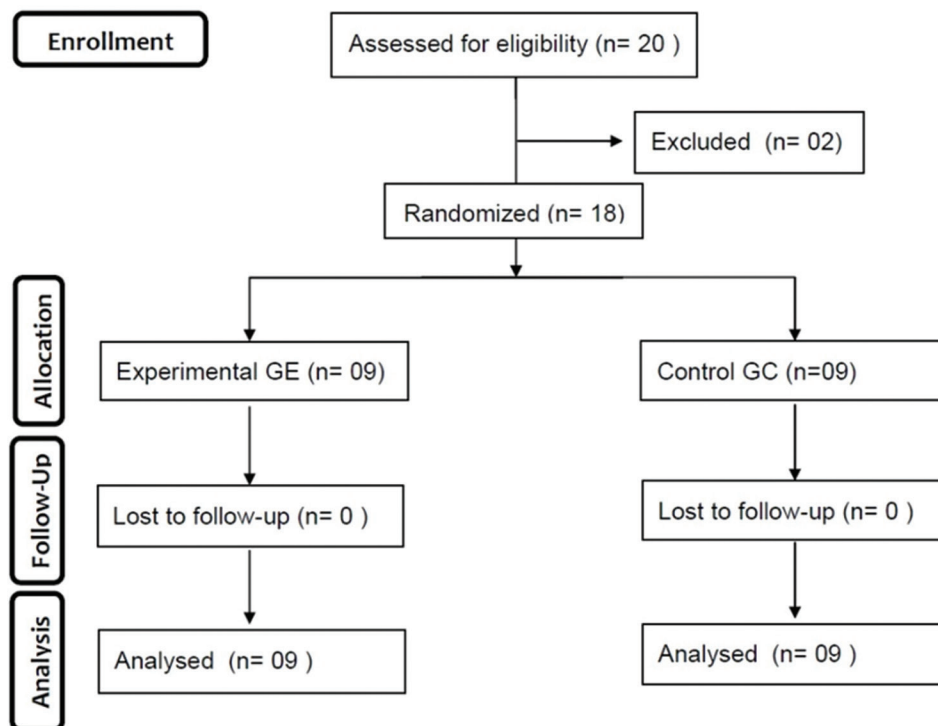 Enrollment
Assessed for eligibility (n= 20 )
Excluded  (n= 02)
Randomized (n= 18)
Allocation
Experimental GE (n= 09)
Control GC (n=09)
Follow-Up
Lost to follow-up (n= 0 )
Lost to follow-up (n= 0 )
Analysis
Analysed  (n= 09 )
Analysed  (n= 09 )